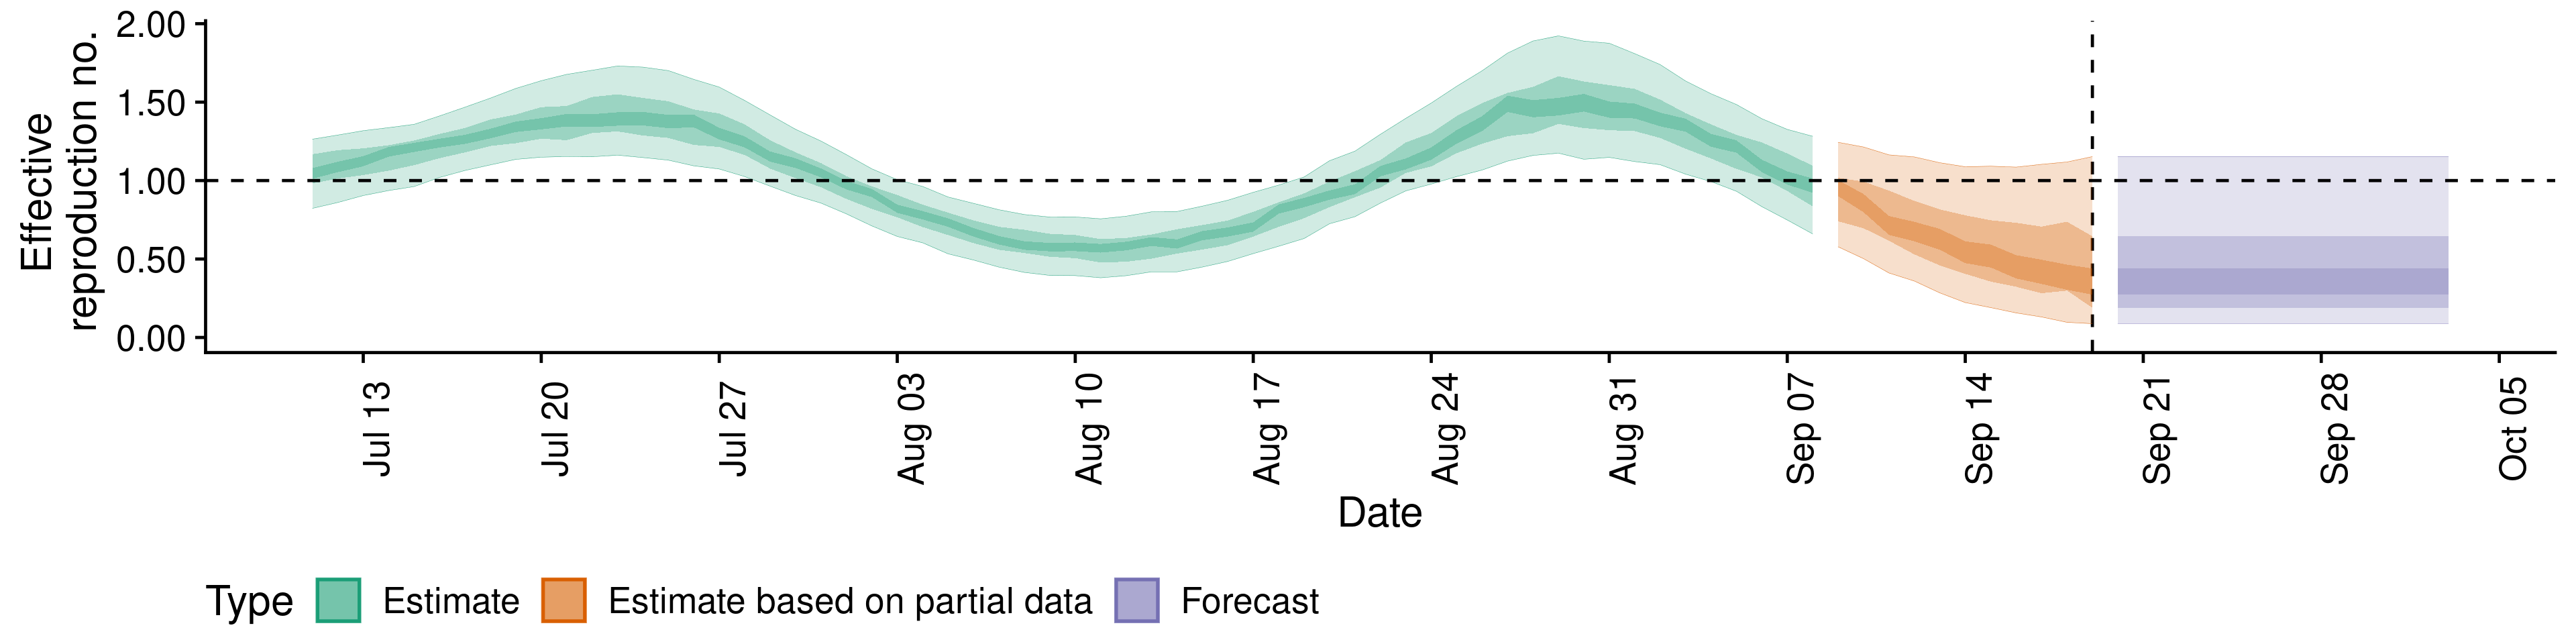 Effective
reproduction no.
2.00
1.50
1.00
0.50
0.00
Jul 13
Jul 20
Jul 27
Aug 03
Aug 10
Aug 17
Aug 24
Aug 31
Sep 07
Sep 14
Sep 21
Sep 28
Oct 05
Date
Type Estimate Estimate based on partial data Forecast